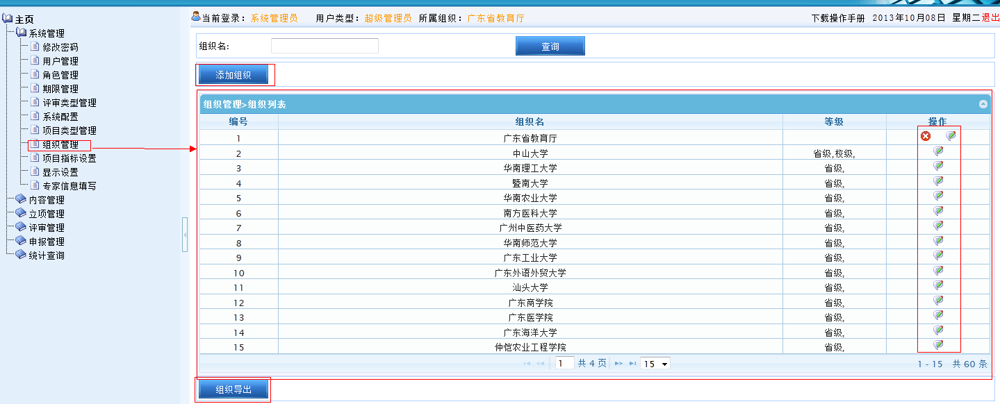 主页
系统管理
修改密码
用户管理
角色管理
期限管理
评审类型管理
系统配置
项目类型管理
组织管理
项目指标设置
显示设置
专家信息填写
内容管理
立项管理
评审管理
申报管理
统计查询
当前登录：系统管理员 用户类型：超级管理员 所属组织：广东省教育厅 下载操作手册 2013年10月08日 星期二退出
组织名: 查询
添加组织
组织管理>组织列表
编号 组织名 等级 操作
1 广东省教育厅
2 中山大学 省级,校级,
3 华南理工大学 省级,
4 暨南大学 省级,
5 华南农业大学 省级,
6 南方医科大学 省级,
7 广州中医药大学 省级,
8 华南师范大学 省级,
9 广东工业大学 省级,
10 广东外语外贸大学 省级,
11 汕头大学 省级,
12 广东商学院 省级,
13 广东医学院 省级,
14 广东海洋大学 省级,
15 仲恺农业工程学院 省级,
1 共 4 页 15 1 - 15 共 60 条
组织导出